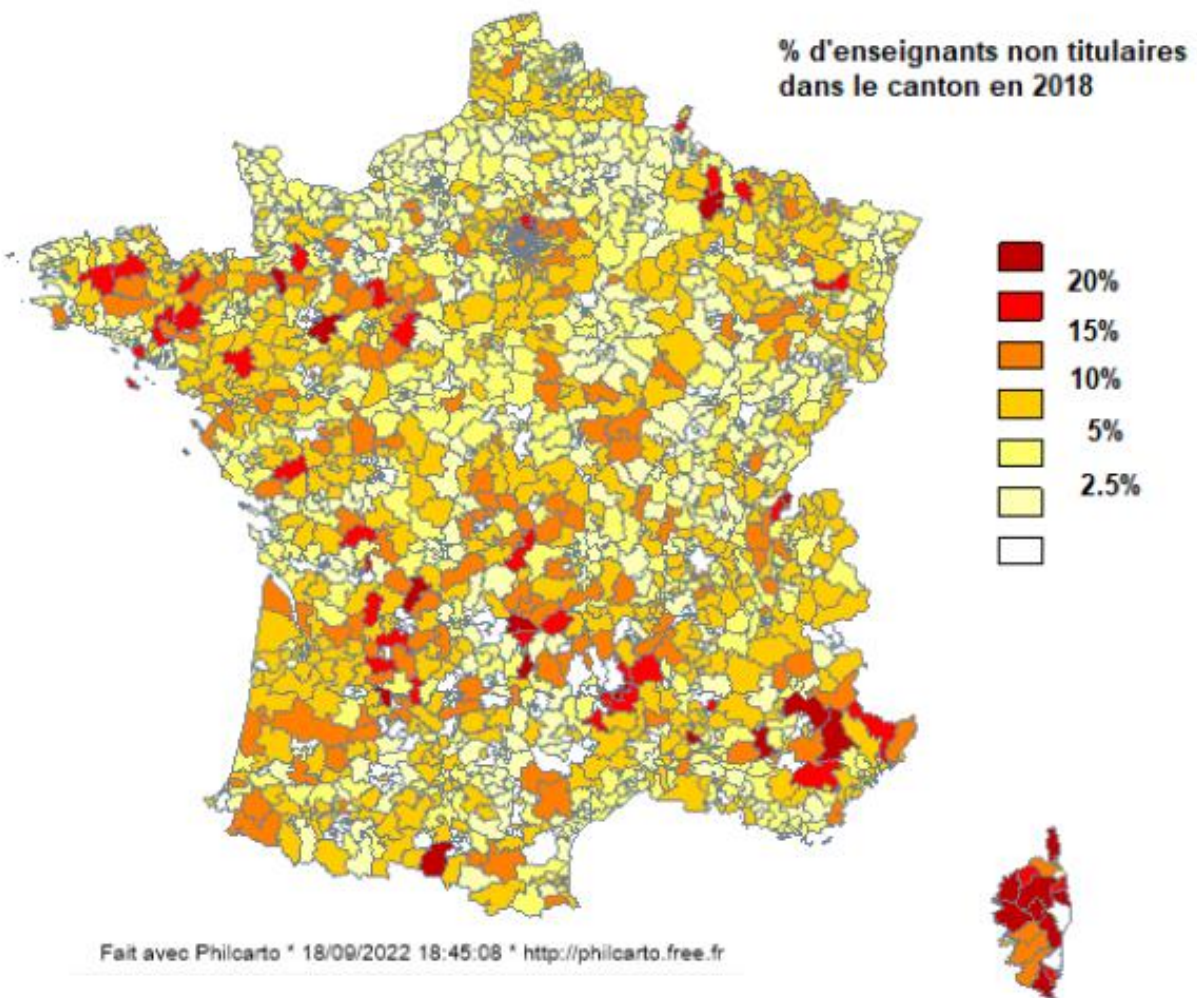 % d'enseignants non titulaires
dans le canton en 2018
20%
15%
10%
5%
2.5%
Fait avec Philcarto * 18/09/2022 18:45:08 * http://philcarto.free.fr